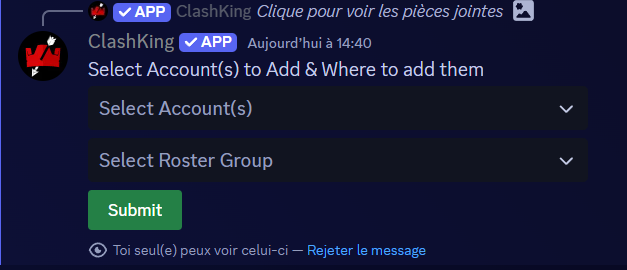 ✓ APP ClashKing Clique pour voir les pièces jointes
ClashKing ✓ APP Aujourd'hui à 14:40
Select Account(s) to Add & Where to add them
Select Account(s)
Select Roster Group
Submit
Toi seul(e) peux voir celui-ci — Rejeter le message